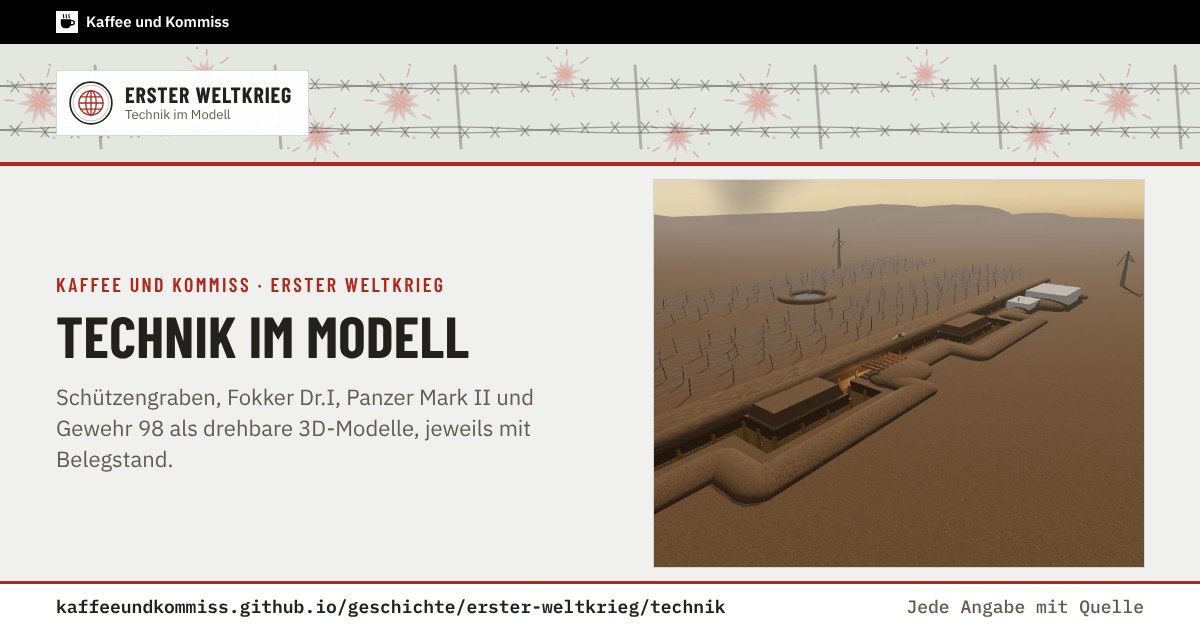 Kaffee und Kommiss
ERSTER WELTKRIEG
Technik im Modell
KAFFEE UND KOMMISS · ERSTER WELTKRIEG
TECHNIK IM MODELL
Schützengraben, Fokker Dr.I, Panzer Mark II und
Gewehr 98 als drehbare 3D-Modelle, jeweils mit
Belegstand.
kaffeeundkommiss.github.io/geschichte/erster-weltkrieg/technik
Jede Angabe mit Quelle